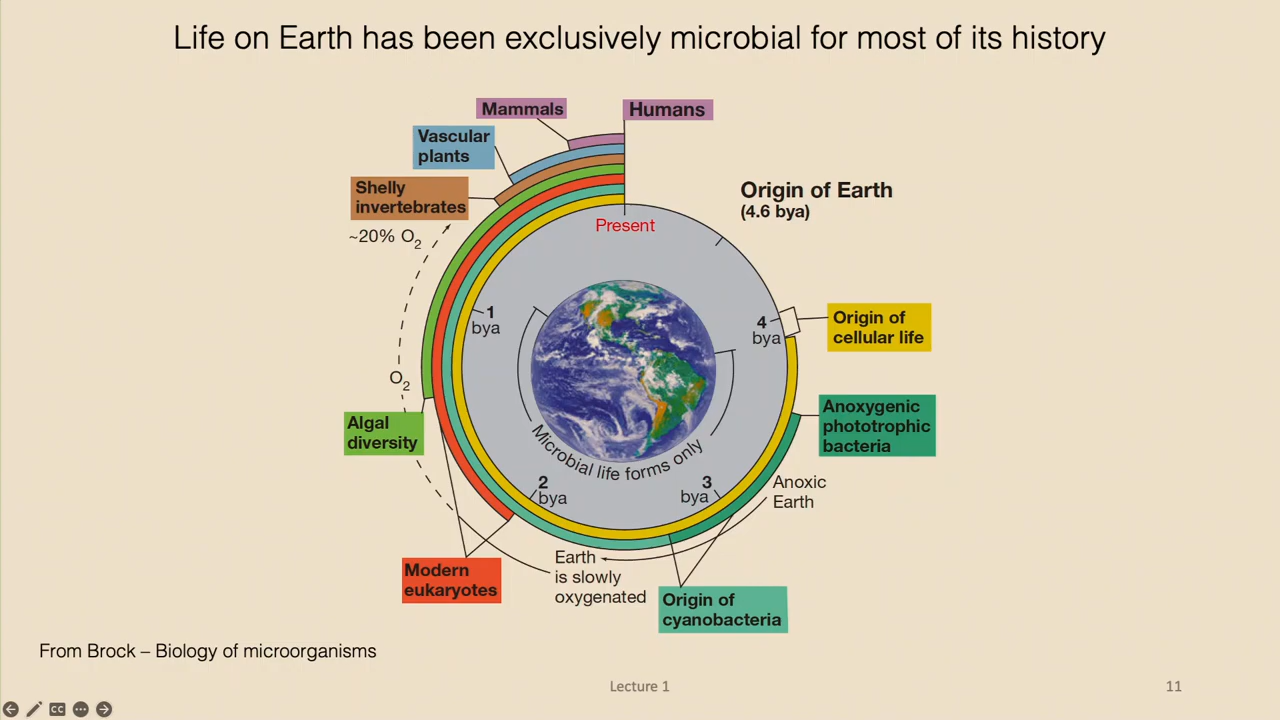 Life on Earth has been exclusively microbial for most of its history
Mammals
Humans
Vascular
plants
Shelly
invertebrates
~20% O2
Present
Origin of Earth
(4.6 bya)
1
bya
4
bya
Origin of
cellular life
O2
Algal
diversity
Anoxygenic
phototrophic
bacteria
Microbial life forms only
2
bya
3
bya
Anoxic
Earth
Modern
eukaryotes
Earth
is slowly
oxygenated
Origin of
cyanobacteria
From Brock – Biology of microorganisms
Lecture 1
11
CC